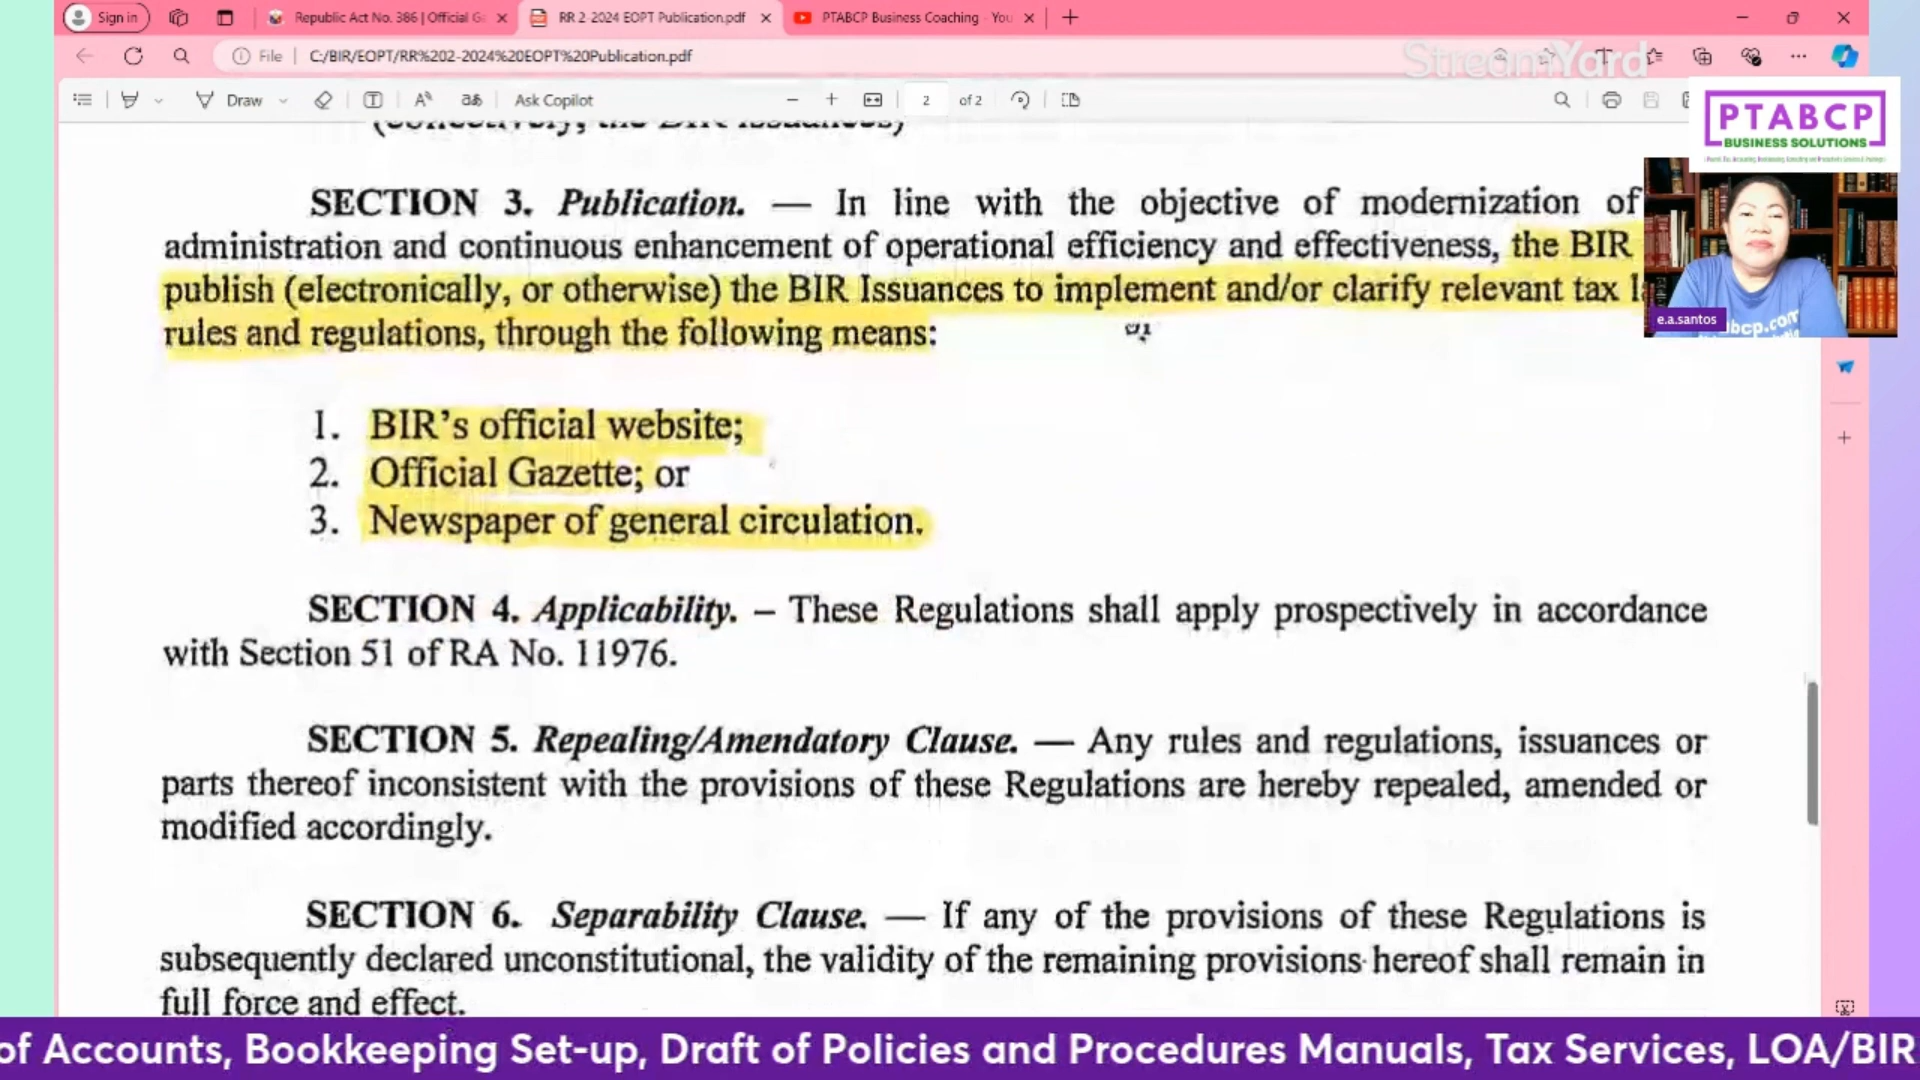 Sign in
Republic Act No. 386 | Official G
RR 2-2024 EOPT Publication.pdf
PTABCP Business Coaching - You
File
C:/BIR/EOPT/RR%202-2024%20EOPT%20Publication.pdf
StreamYard
Draw
Ask Copilot
2 of 2
PTABCP
BUSINESS SOLUTIONS
(collectively, the BIR Issuances)
SECTION 3. Publication. — In line with the objective of modernization of
administration and continuous enhancement of operational efficiency and effectiveness, the BIR
publish (electronically, or otherwise) the BIR Issuances to implement and/or clarify relevant tax l
rules and regulations, through the following means:
e.a.santos
bcp.com
1. BIR's official website;
2. Official Gazette; or
3. Newspaper of general circulation.
SECTION 4. Applicability. – These Regulations shall apply prospectively in accordance
with Section 51 of RA No. 11976.
SECTION 5. Repealing/Amendatory Clause. — Any rules and regulations, issuances or
parts thereof inconsistent with the provisions of these Regulations are hereby repealed, amended or
modified accordingly.
SECTION 6. Separability Clause. — If any of the provisions of these Regulations is
subsequently declared unconstitutional, the validity of the remaining provisions hereof shall remain in
full force and effect.
of Accounts, Bookkeeping Set-up, Draft of Policies and Procedures Manuals, Tax Services, LOA/BIR